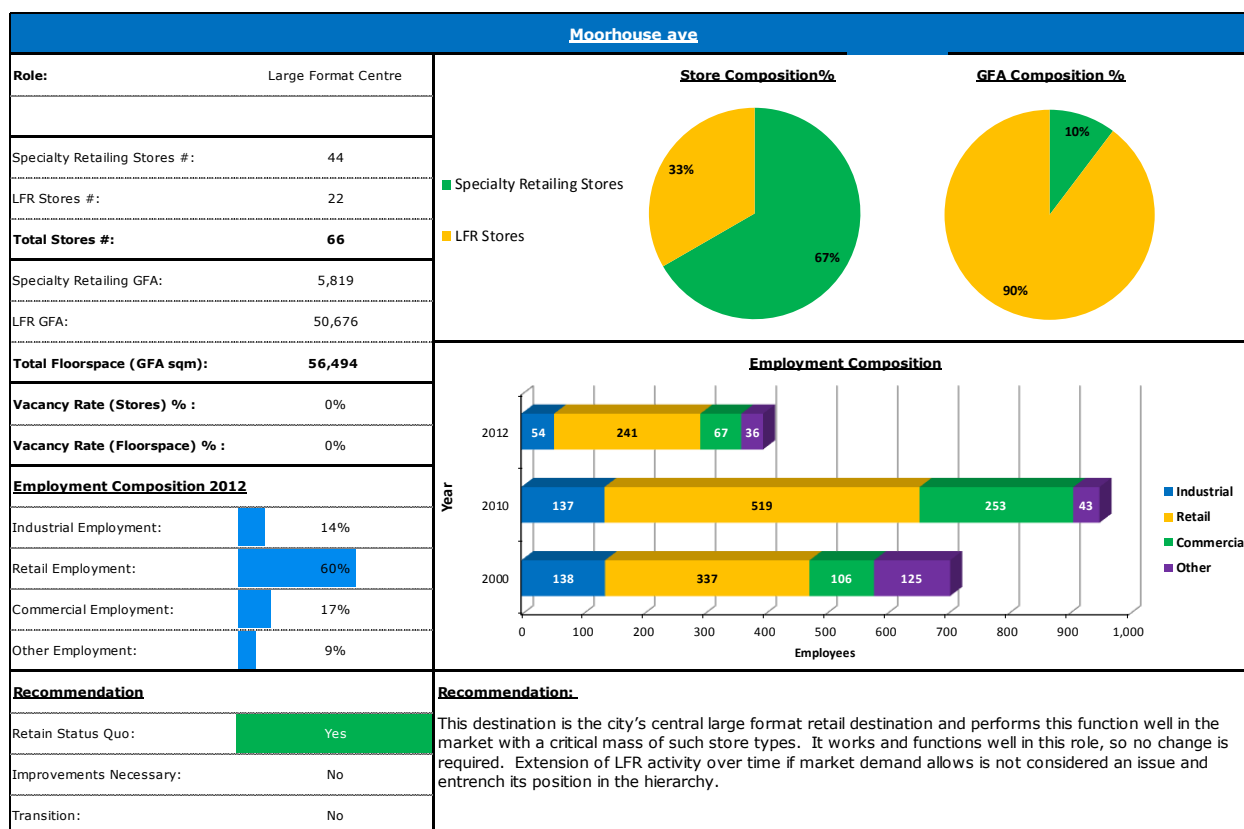 Moorhouse ave
Role: Large Format Centre
Specialty Retailing Stores #: 44
LFR Stores #: 22
Total Stores #: 66
Specialty Retailing GFA: 5,819
LFR GFA: 50,676
Total Floorspace (GFA sqm): 56,494
Vacancy Rate (Stores) % : 0%
Vacancy Rate (Floorspace) % : 0%
Employment Composition 2012
Industrial Employment: 14%
Retail Employment: 60%
Commercial Employment: 17%
Other Employment: 9%
Recommendation
Retain Status Quo: Yes
Improvements Necessary: No
Transition: No
Store Composition%
33%
67%
Specialty Retailing Stores
LFR Stores
GFA Composition %
10%
90%
Employment Composition
Year
2012
54 241 67 36
2010
137 519 253 43
2000
138 337 106 125
0 100 200 300 400 500 600 700 800 900 1,000
Employees
Industrial
Retail
Commercia
Other
Recommendation:
This destination is the city’s central large format retail destination and performs this function well in the
market with a critical mass of such store types. It works and functions well in this role, so no change is
required. Extension of LFR activity over time if market demand allows is not considered an issue and
entrench its position in the hierarchy.